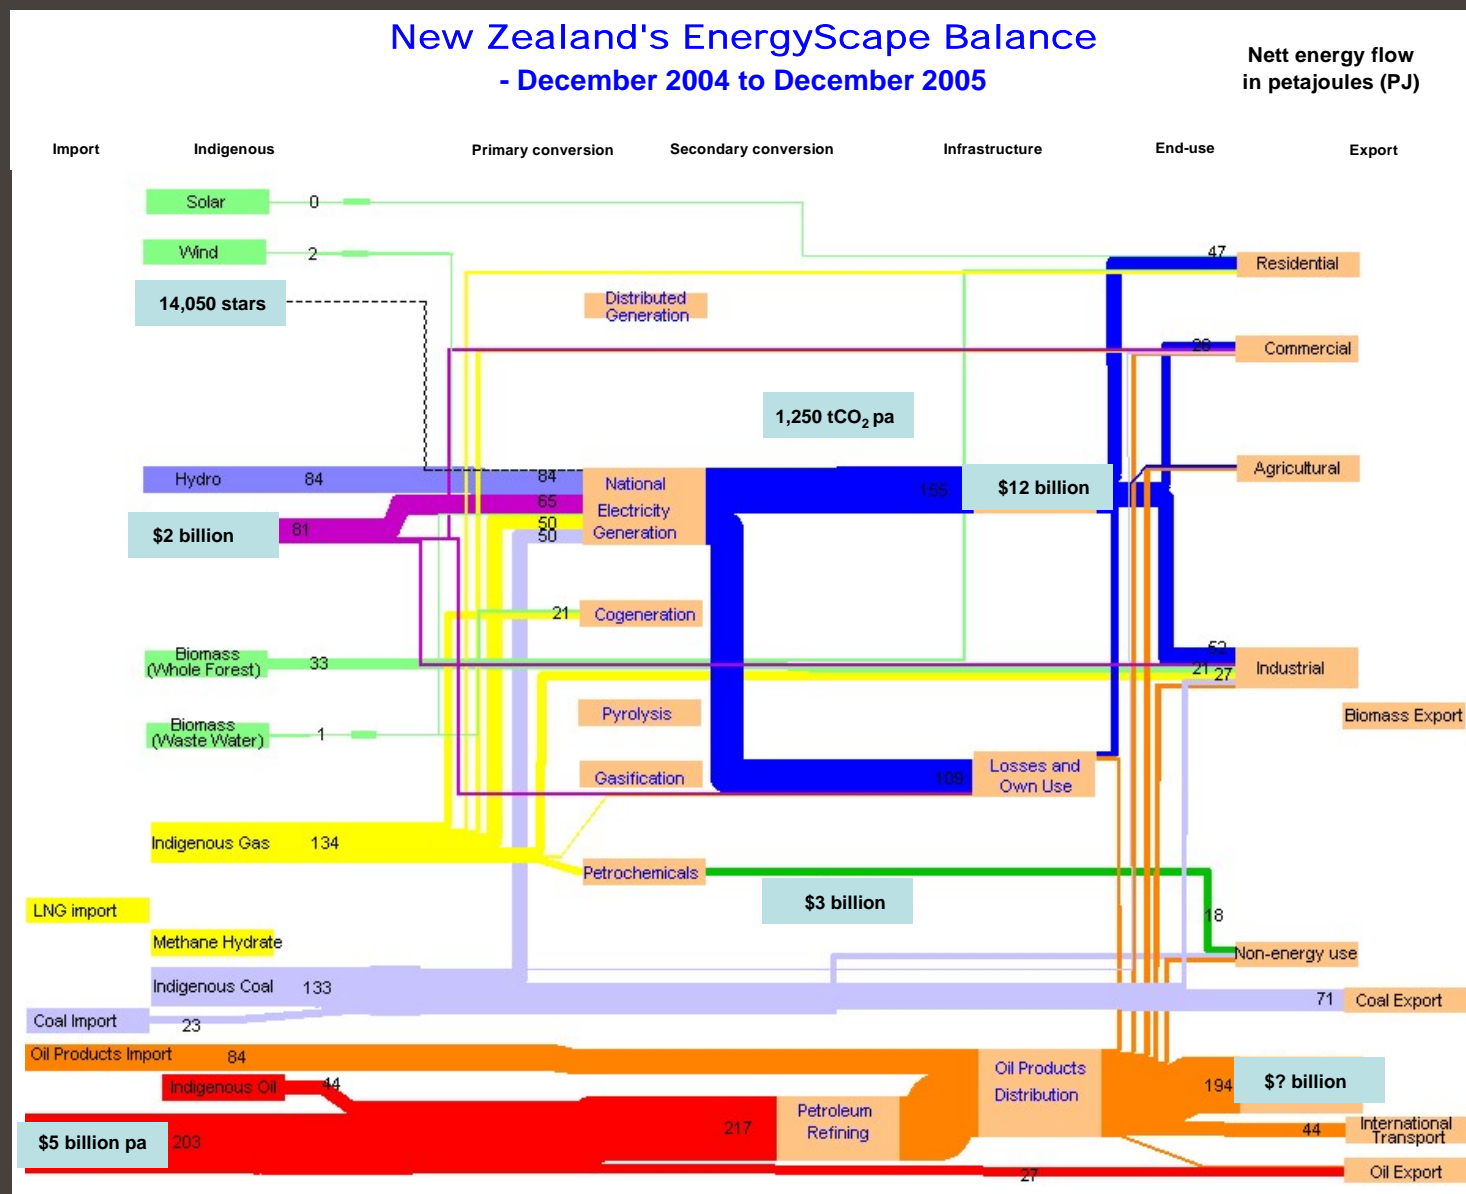 New Zealand's EnergyScape Balance
- December 2004 to December 2005
Nett energy flow
in petajoules (PJ)
Import
Indigenous
Primary conversion
Secondary conversion
Infrastructure
End-use
Export
Solar
0
Wind
2
47
Residential
14,050 stars
Distributed
Generation
28
Commercial
1,250 tCO2 pa
Hydro
84
84
National
Electricity
Generation
65
50
50
155
$12 billion
Agricultural
$2 billion
81
21
Cogeneration
Biomass
(Whole Forest)
33
52
21
27
Industrial
Biomass
(Waste Water)
1
Pyrolysis
Biomass Export
Gasification
109
Losses and
Own Use
Indigenous Gas
134
Petrochemicals
$3 billion
18
LNG import
Methane Hydrate
Non-energy use
Indigenous Coal
133
71
Coal Export
Coal Import
23
Oil Products Import
84
Oil Products
Distribution
Indigenous Oil
44
194
$? billion
Petroleum
Refining
217
$5 billion pa
203
44
International
Transport
27
Oil Export